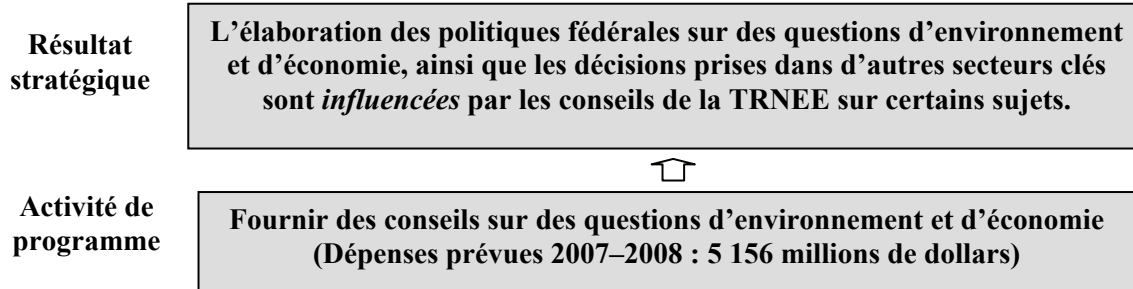 Résultat
stratégique
L’élaboration des politiques fédérales sur des questions d’environnement
et d’économie, ainsi que les décisions prises dans d’autres secteurs clés
sont influencées par les conseils de la TRNEE sur certains sujets.
Activité de
programme
Fournir des conseils sur des questions d’environnement et d’économie
(Dépenses prévues 2007–2008 : 5 156 millions de dollars)